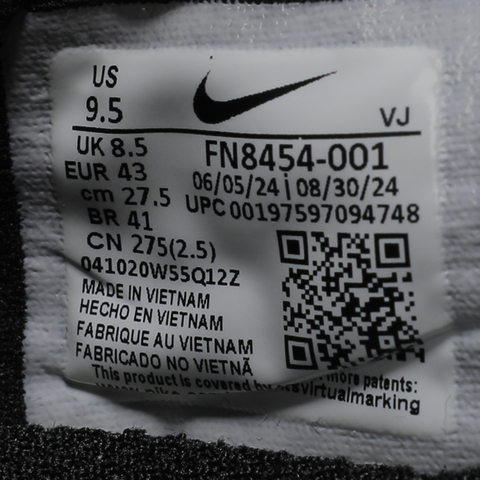 US
9.5
VJ
UK 8.5
EUR 43
cm 27.5
BR 41
CN 275(2.5)
FN8454-001
06/05/24 | 08/30/24
UPC 00197597094748
041020W55Q12Z
MADE IN VIETNAM
HECHO EN VIETNAM
FABRIQUE AU VIETNAM
FABRICADO NO VIETNÃ
This product is covered by more patents:
virtualmarking